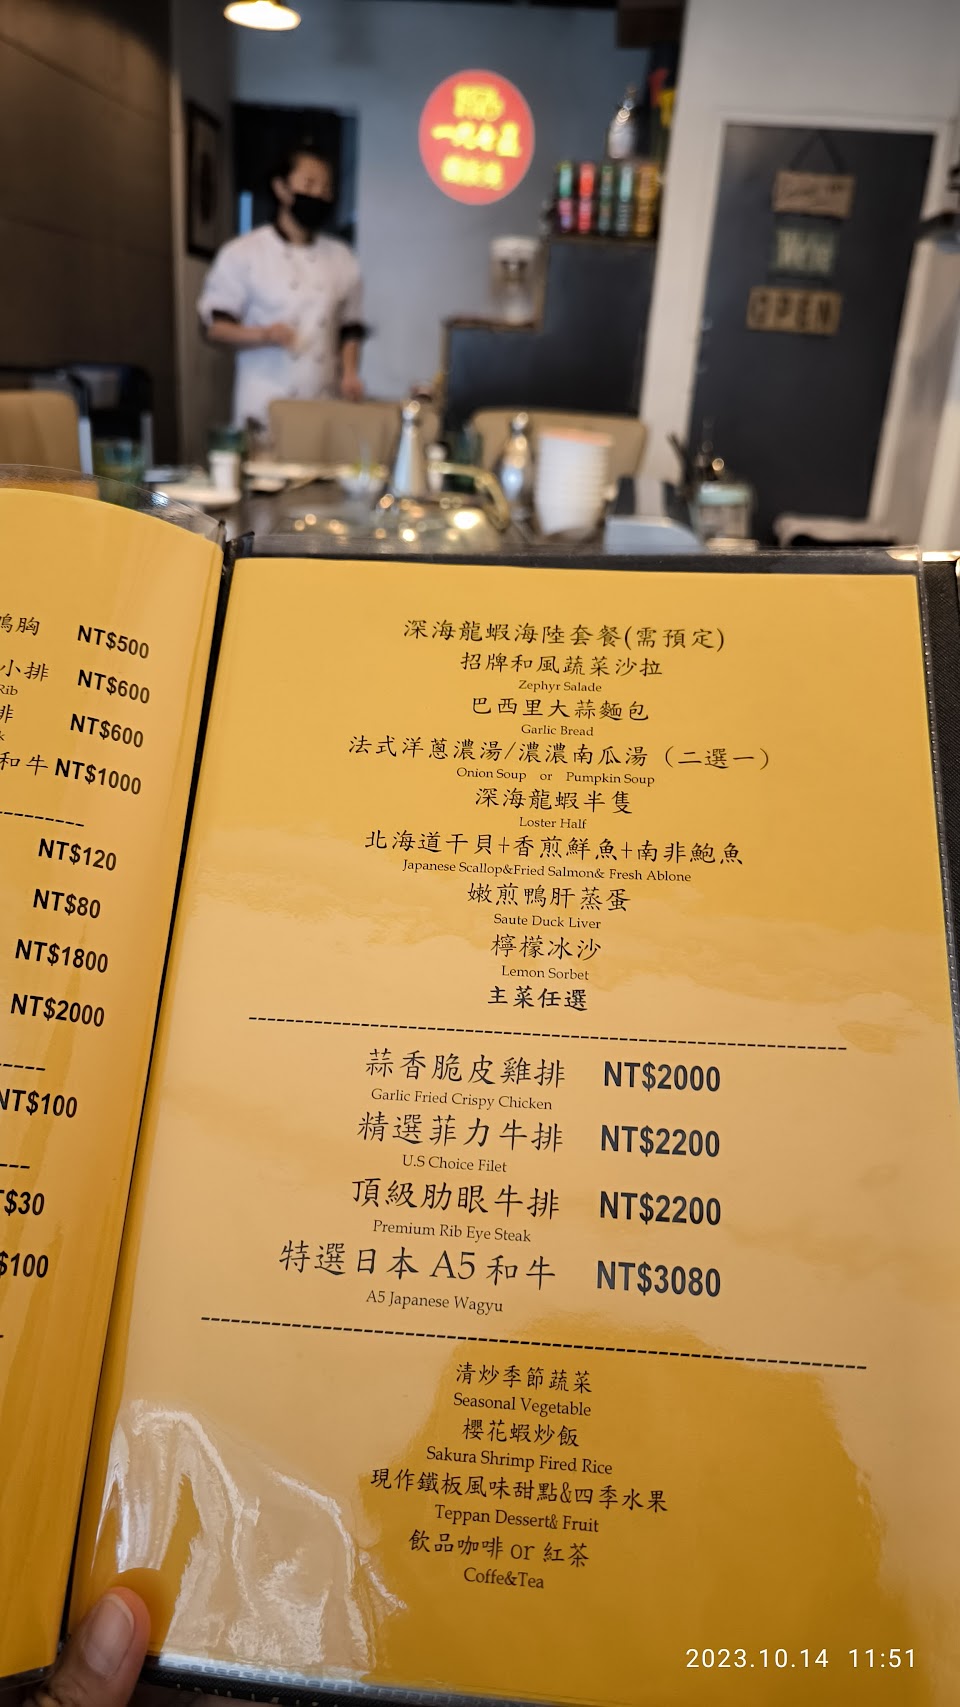 OPEN
鴨胸 NT$500
小排 NT$600
Rib
排 NT$600
和牛 NT$1000
NT$120
NT$80
NT$1800
NT$2000
NT$100
T$30
$100
深海龍蝦海陸套餐(需預定)
招牌和風蔬菜沙拉
Zephyr Salade
巴西里大蒜麵包
Garlic Bread
法式洋蔥濃湯/濃濃南瓜湯（二選一）
Onion Soup or Pumpkin Soup
深海龍蝦半隻
Loster Half
北海道干貝+香煎鮮魚+南非鮑魚
Japanese Scallop&Fried Salmon& Fresh Ablone
嫩煎鴨肝蒸蛋
Saute Duck Liver
檸檬冰沙
Lemon Sorbet
主菜任選
蒜香脆皮雞排 NT$2000
Garlic Fried Crispy Chicken
精選菲力牛排 NT$2200
U.S Choice Filet
頂級肋眼牛排 NT$2200
Premium Rib Eye Steak
特選日本 A5 和牛 NT$3080
A5 Japanese Wagyu
清炒季節蔬菜
Seasonal Vegetable
櫻花蝦炒飯
Sakura Shrimp Fired Rice
現作鐵板風味甜點&四季水果
Teppan Dessert& Fruit
飲品咖啡 or 紅茶
Coffe&Tea
2023.10.14 11:51